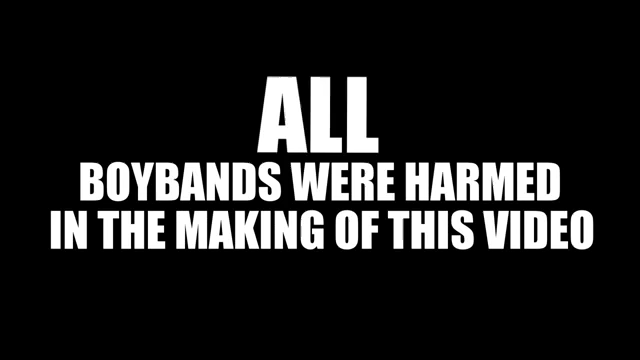 ALL
BOYBANDS WERE HARMED
IN THE MAKING OF THIS VIDEO